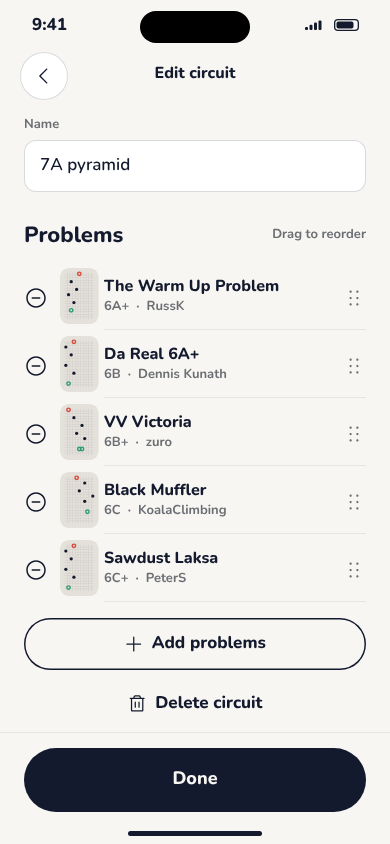 9:41
Edit circuit
Name
7A pyramid
Problems
Drag to reorder
The Warm Up Problem
6A+ · RussK
Da Real 6A+
6B · Dennis Kunath
VV Victoria
6B+ · zuro
Black Muffler
6C · KoalaClimbing
Sawdust Laksa
6C+ · PeterS
Add problems
Delete circuit
Done